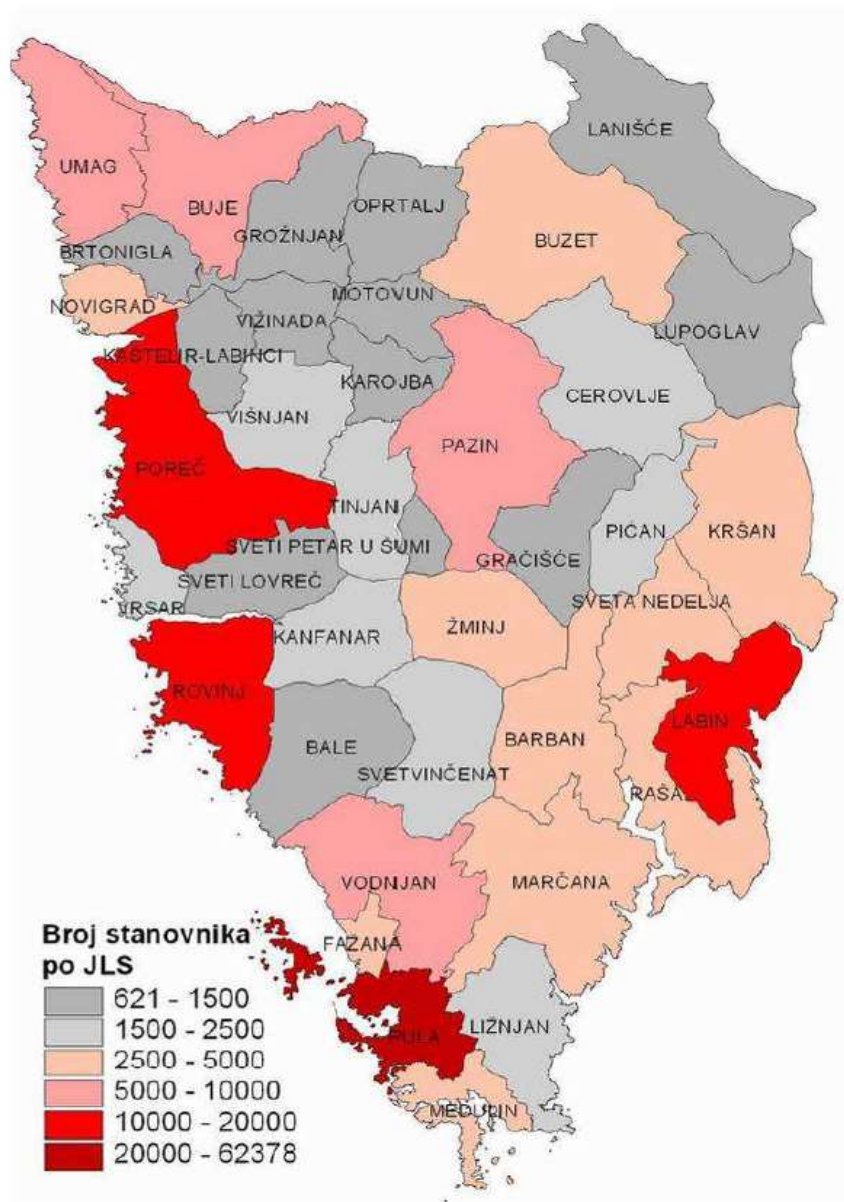 LANIŠĆE
UMAG
BUJE
OPRTALJ
GROŽNJAN
BUZET
BRTONIGLA
NOVIGRAD
MOTOVUN
VIŽINADA
LUPOGLAV
KAŠTELIR-LABINCI
KAROJBA
CEROVLJE
VIŠNJAN
PAZIN
POREČ
TINJAN
PIĆAN
KRŠAN
SVETI PETAR U ŠUMI
GRAČIŠĆE
SVETI LOVREČ
SVETA NEDELJA
VRSAR
ŽMINJ
KANFANAR
ROVINJ
LABIN
BARBAN
BALE
SVETVINČENAT
RAŠA
VODNJAN
MARČANA
FAŽANA
LIŽNJAN
PULA
MEDULIN
Broj stanovnika
po JLS
621 - 1500
1500 - 2500
2500 - 5000
5000 - 10000
10000 - 20000
20000 - 62378